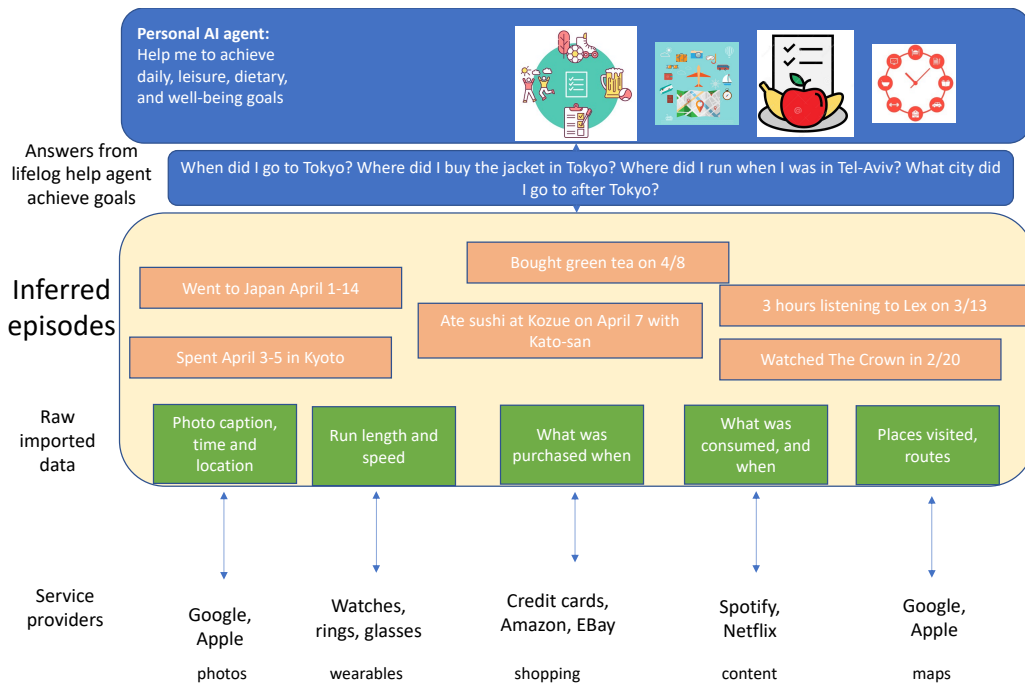 Personal AI agent:
Help me to achieve
daily, leisure, dietary,
and well-being goals
Answers from
lifelog help agent
achieve goals
When did I go to Tokyo? Where did I buy the jacket in Tokyo? Where did I run when I was in Tel-Aviv? What city did
I go to after Tokyo?
Inferred
episodes
Bought green tea on 4/8
Went to Japan April 1-14
3 hours listening to Lex on 3/13
Ate sushi at Kozue on April 7 with
Kato-san
Spent April 3-5 in Kyoto
Watched The Crown in 2/20
Raw
imported
data
Photo caption,
time and
location
Run length and
speed
What was
purchased when
What was
consumed, and
when
Places visited,
routes
Service
providers
Google,
Apple
Watches,
rings, glasses
Credit cards,
Amazon, EBay
Spotify,
Netflix
Google,
Apple
photos
wearables
shopping
content
maps